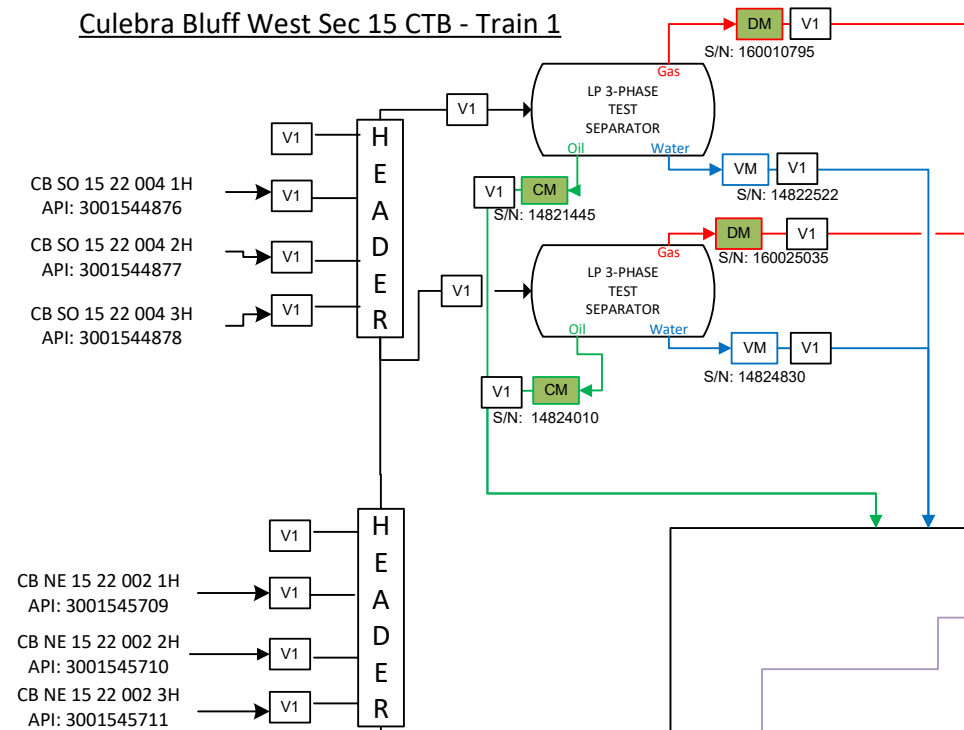 Culebra Bluff West Sec 15 CTB - Train 1
DM
V1
S/N: 160010795
Gas
LP 3-PHASE
TEST
SEPARATOR
Oil
Water
V1
V1
HEADER
CB SO 15 22 004 1H
API: 3001544876
V1
CB SO 15 22 004 2H
API: 3001544877
V1
CB SO 15 22 004 3H
API: 3001544878
V1
VM
V1
S/N: 14822522
V1
CM
S/N: 14821445
DM
V1
S/N: 160025035
Gas
LP 3-PHASE
TEST
SEPARATOR
Oil
Water
V1
VM
V1
S/N: 14824830
V1
CM
S/N: 14824010
V1
HEADER
CB NE 15 22 002 1H
API: 3001545709
V1
CB NE 15 22 002 2H
API: 3001545710
V1
CB NE 15 22 002 3H
API: 3001545711
V1